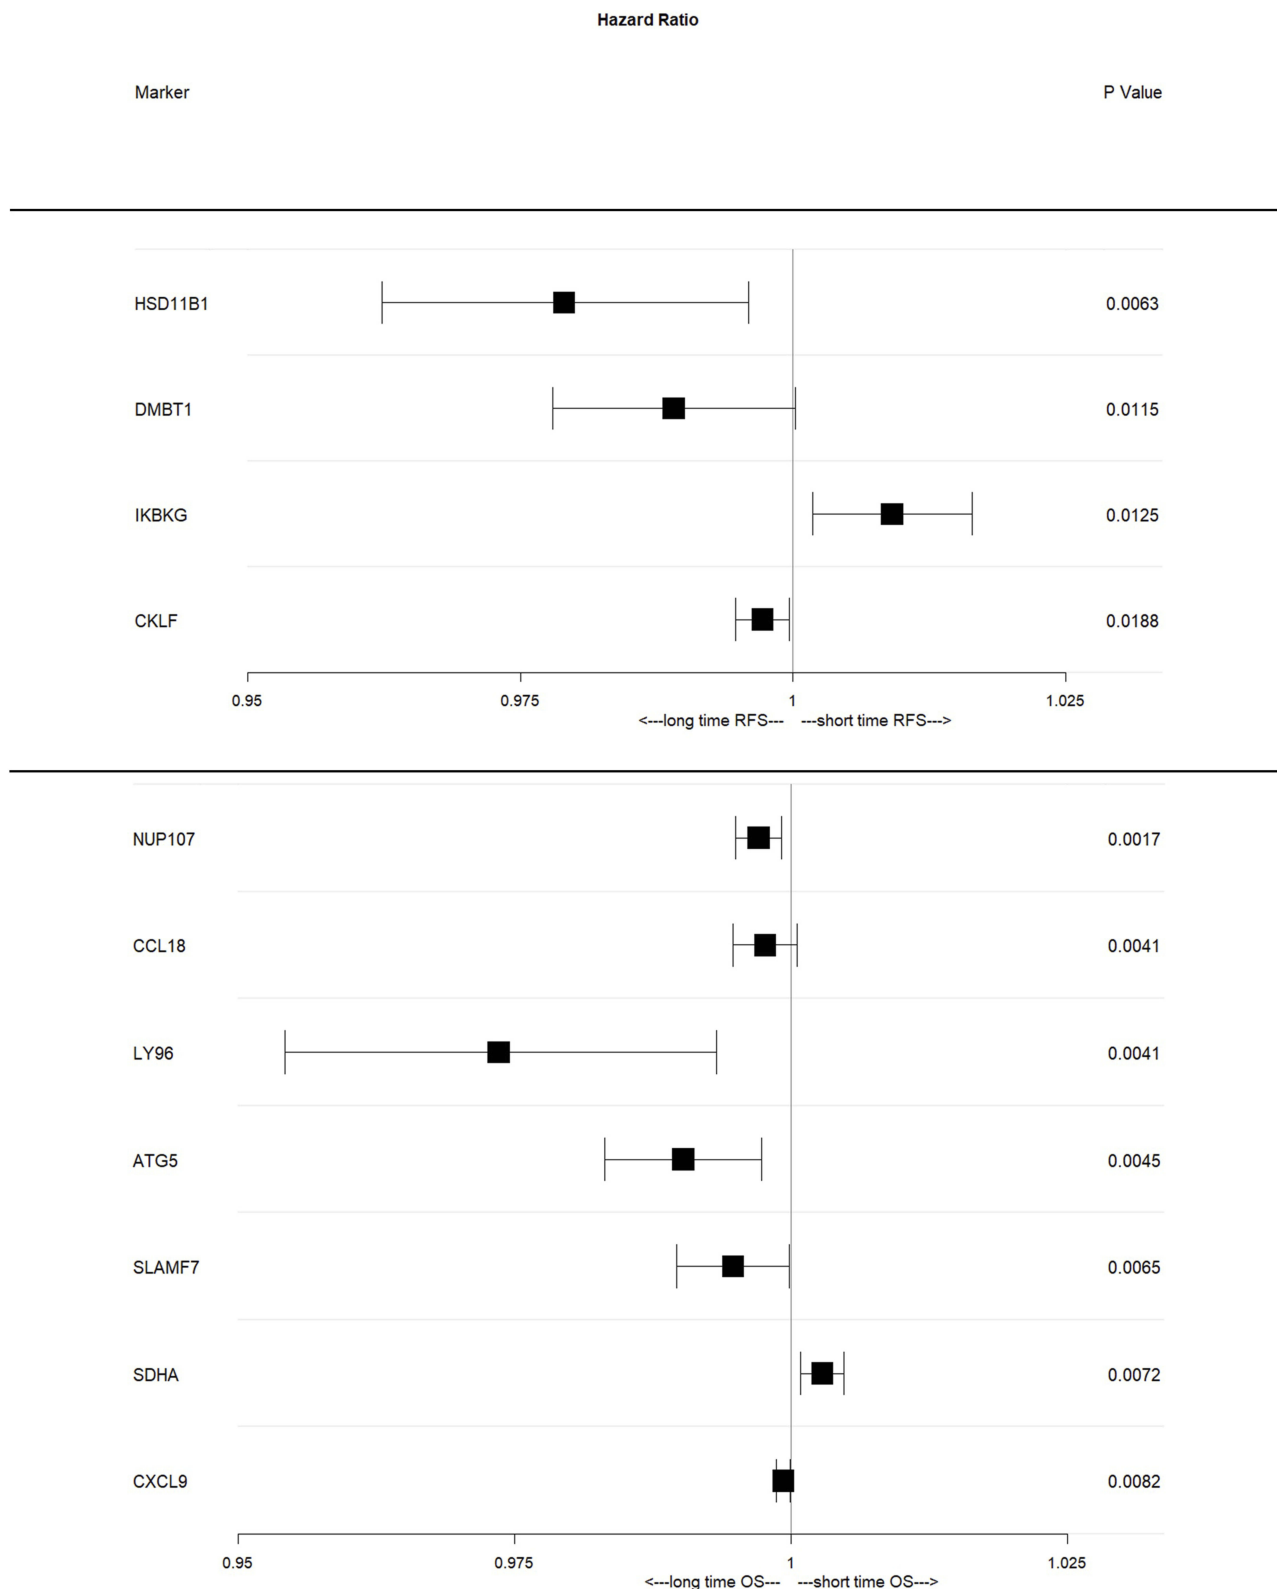 Hazard Ratio
Marker P Value
HSD11B1 0.0063
DMBT1 0.0115
IKBKG 0.0125
CKLF 0.0188
0.95 0.975 1 1.025
<---long time RFS--- ---short time RFS--->
NUP107 0.0017
CCL18 0.0041
LY96 0.0041
ATG5 0.0045
SLAMF7 0.0065
SDHA 0.0072
CXCL9 0.0082
0.95 0.975 1 1.025
<---long time OS--- ---short time OS--->